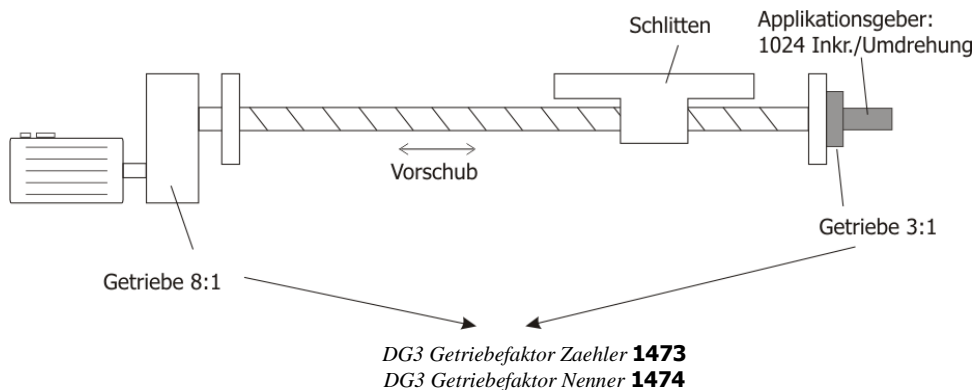 Schlitten
Applikationsgeber:
1024 Inkr./Umdrehung
Vorschub
Getriebe 3:1
Getriebe 8:1
DG3 Getriebefaktor Zaehler 1473
DG3 Getriebefaktor Nenner 1474